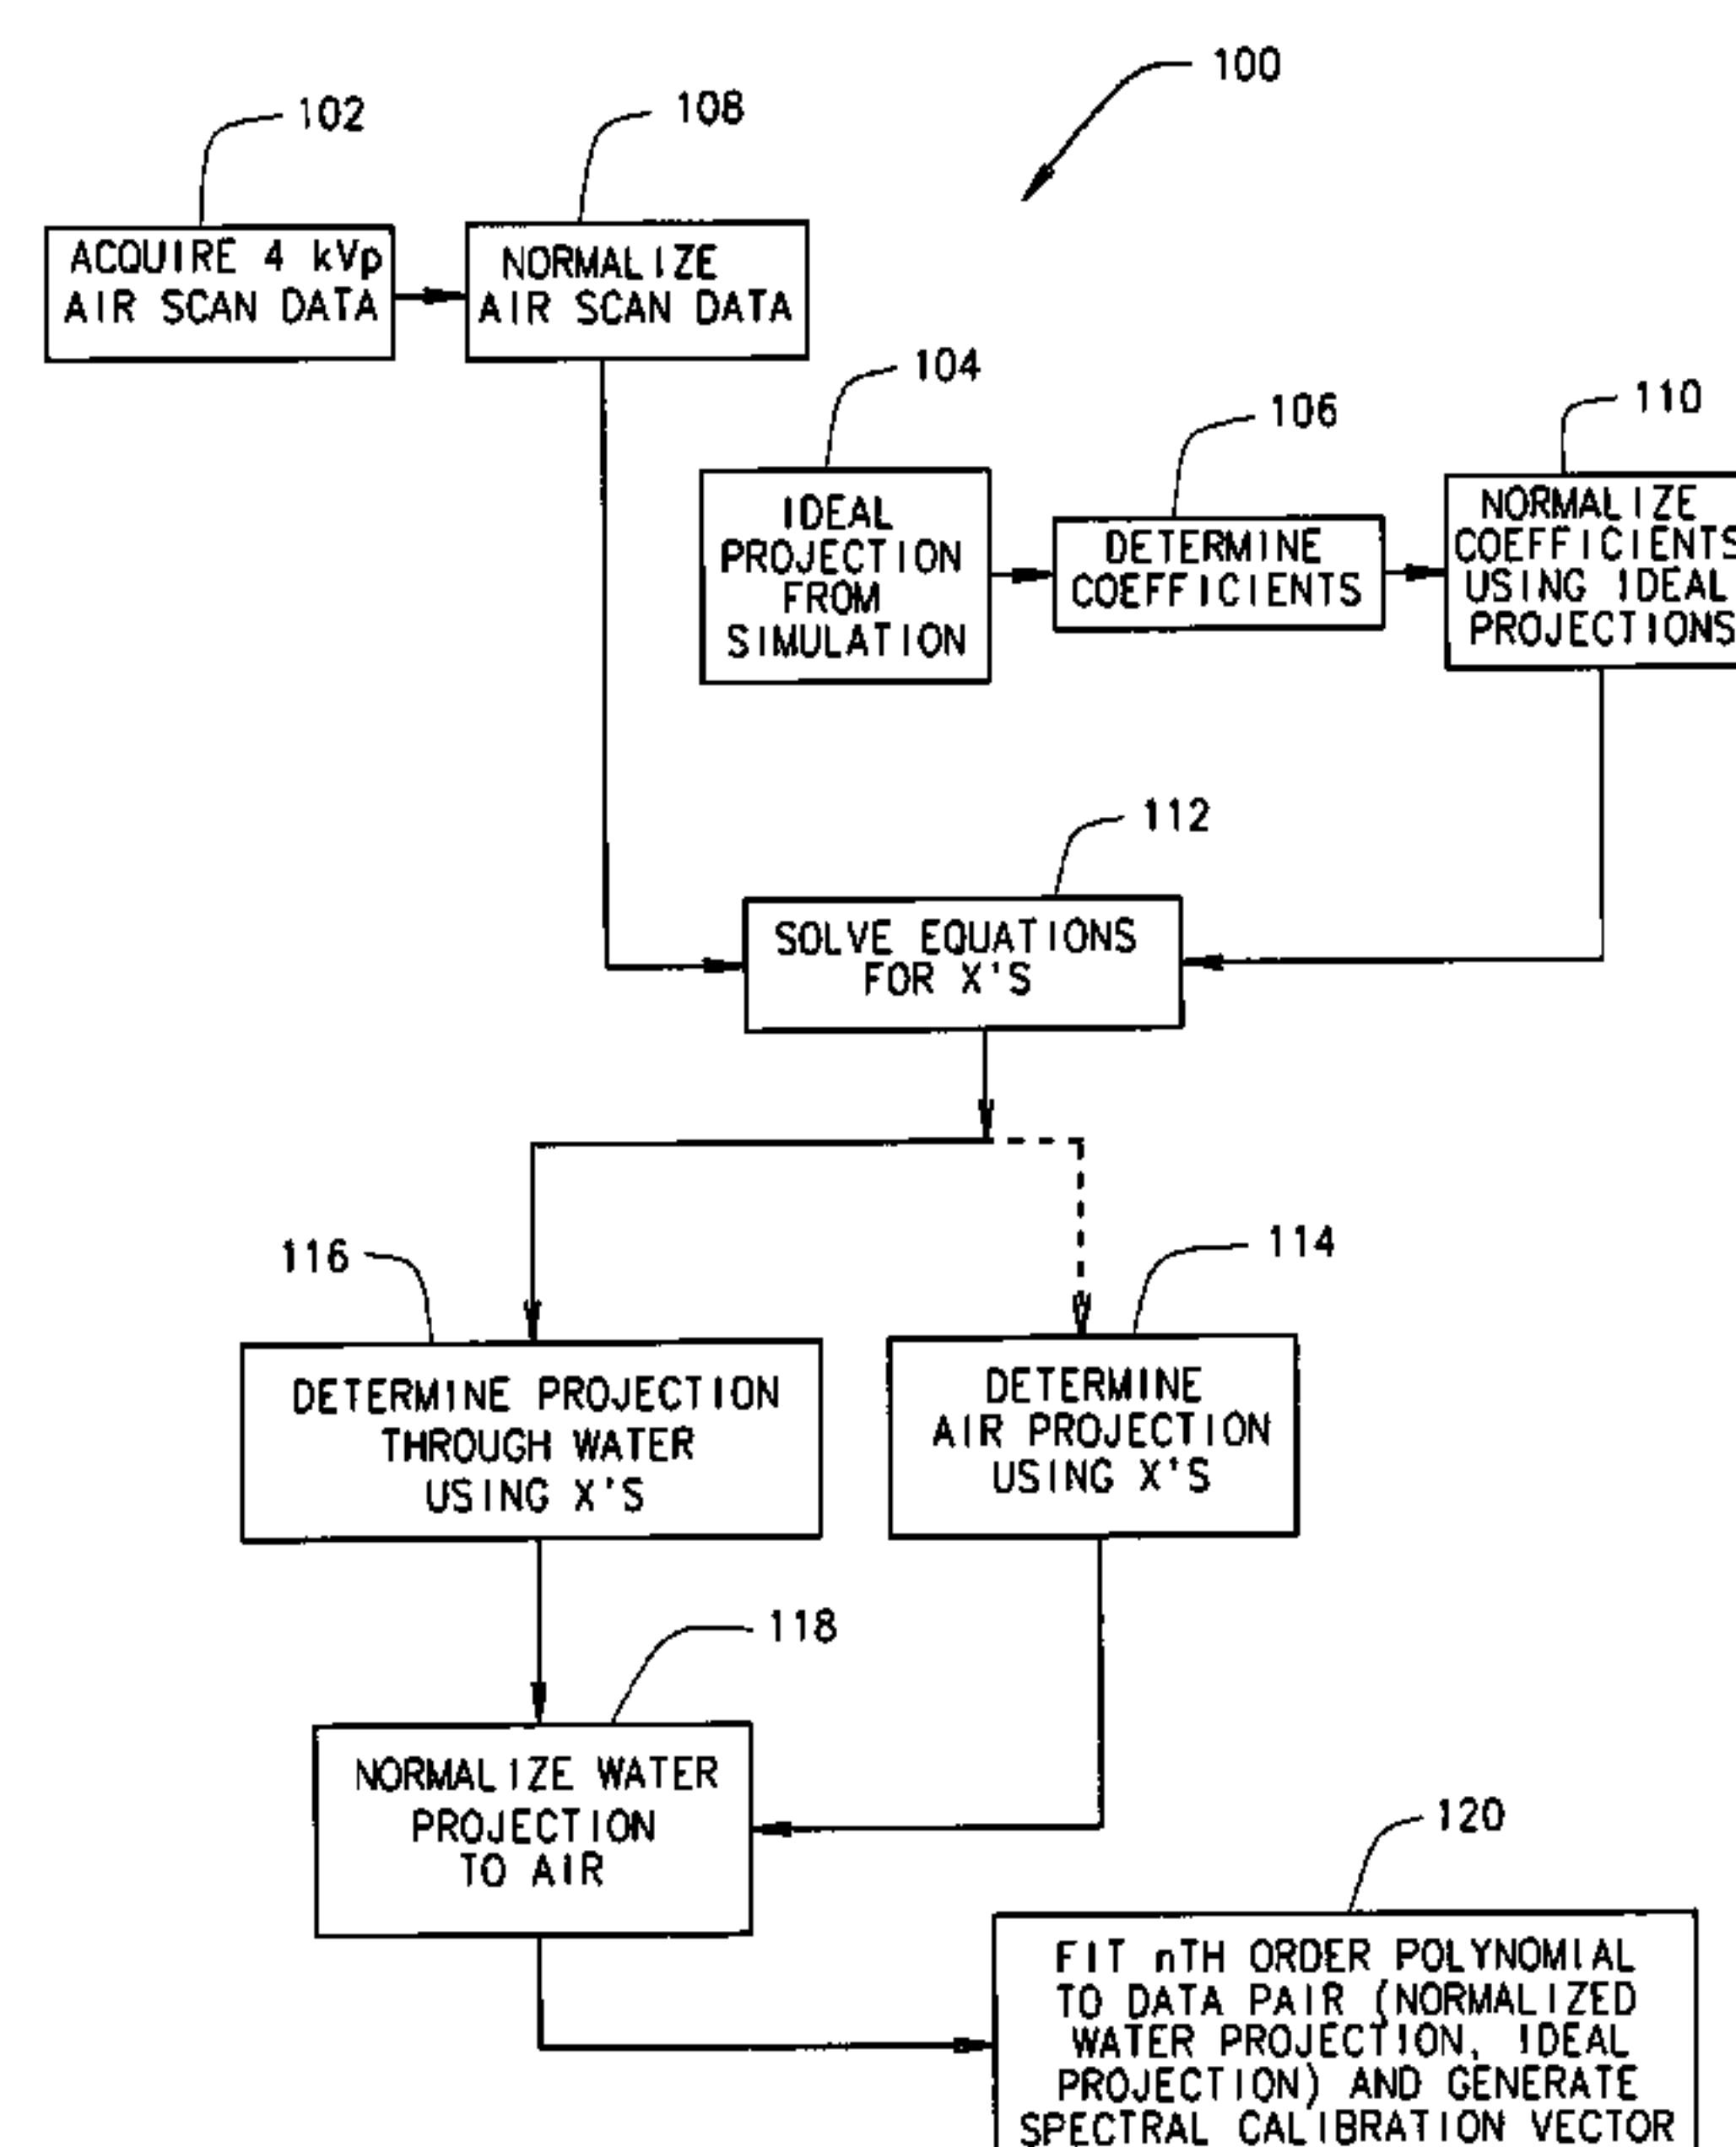 100
102
108
ACQUIRE 4 kVp
AIR SCAN DATA
NORMALIZE
AIR SCAN DATA
104
106
110
IDEAL
PROJECTION
FROM
SIMULATION
DETERMINE
COEFFICIENTS
NORMALIZE
COEFFICIENTS
USING IDEAL
PROJECTIONS
112
SOLVE EQUATIONS
FOR X'S
116
114
DETERMINE PROJECTION
THROUGH WATER
USING X'S
DETERMINE
AIR PROJECTION
USING X'S
118
NORMALIZE WATER
PROJECTION
TO AIR
120
FIT nTH ORDER POLYNOMIAL
TO DATA PAIR (NORMALIZED
WATER PROJECTION, IDEAL
PROJECTION) AND GENERATE
SPECTRAL CALIBRATION VECTOR